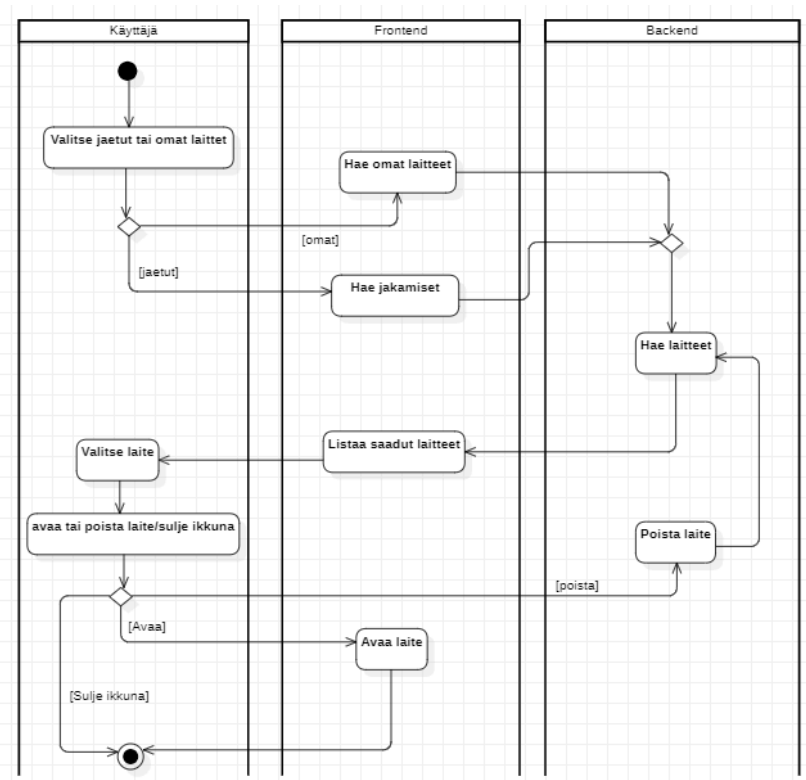 Käyttäjä
Frontend
Backend
Valitse jaetut tai omat laittet
Hae omat laitteet
[omat]
[jaetut]
Hae jakamiset
Hae laitteet
Listaa saadut laitteet
Valitse laite
avaa tai poista laite/sulje ikkuna
Poista laite
[poista]
[Avaa]
Avaa laite
[Sulje ikkuna]